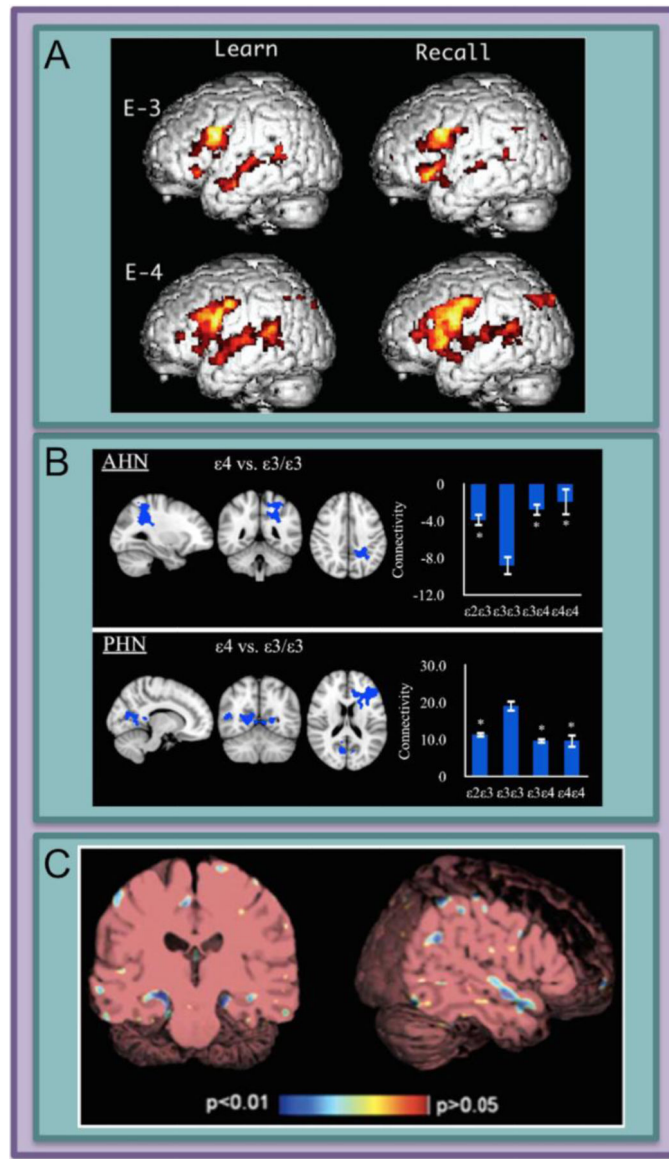 A
Learn Recall
E-3
E-4
B
AHN ε4 vs. ε3/ε3
Connectivity
0
-4.0
-8.0
-12.0
* * *
ε2ε3 ε3ε3 ε3ε4 ε4ε4
PHN ε4 vs. ε3/ε3
Connectivity
30.0
20.0
10.0
0
* * *
ε2ε3 ε3ε3 ε3ε4 ε4ε4
C
p<0.01 p>0.05